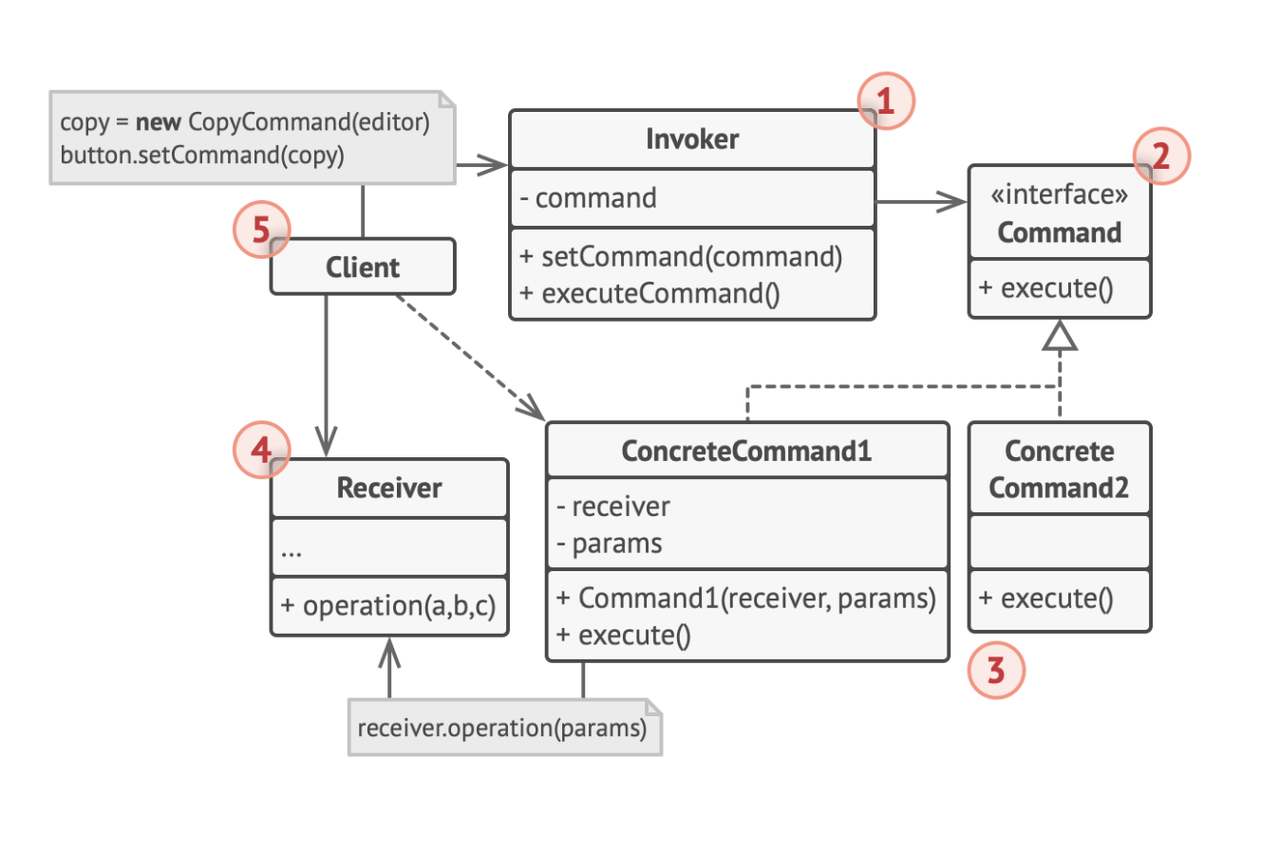 copy = new CopyCommand(editor)
button.setCommand(copy)
1
Invoker
- command
+ setCommand(command)
+ executeCommand()
2
«interface»
Command
+ execute()
5
Client
4
Receiver
...
+ operation(a,b,c)
ConcreteCommand1
- receiver
- params
+ Command1(receiver, params)
+ execute()
Concrete
Command2
+ execute()
3
receiver.operation(params)